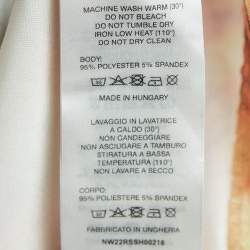 MACHINE WASH WARM (30°)
DO NOT BLEACH
DO NOT TUMBLE DRY
IRON LOW HEAT (110°)
DO NOT DRY CLEAN
BODY:
95% POLYESTER 5% SPANDEX
MADE IN HUNGARY
LAVAGGIO IN LAVATRICE
A CALDO (30°)
NON CANDEGGIARE
NON ASCIUGARE A TAMBURO
STIRATURA A BASSA
TEMPERATURA (110°)
NON LAVARE A SECCO
CORPO:
95% POLIESTERE 5% SPANDEX
FABBRICATO IN UNGHERIA
NW22RSSH00216